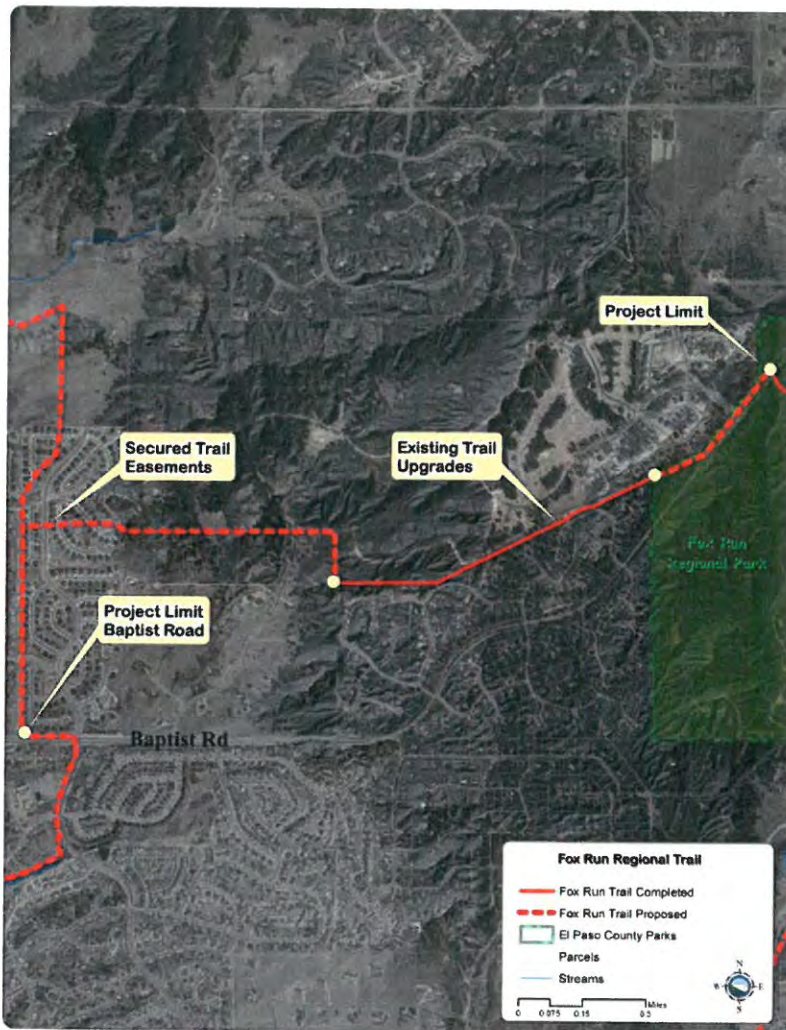 Project Limit
Secured Trail
Easements
Existing Trail
Upgrades
Fox Run
Regional Park
Project Limit
Baptist Road
Baptist Rd
Fox Run Regional Trail
Fox Run Trail Completed
Fox Run Trail Proposed
El Paso County Parks
Parcels
Streams
N
W
E
S
Miles
0 0.075 0.15 0.3